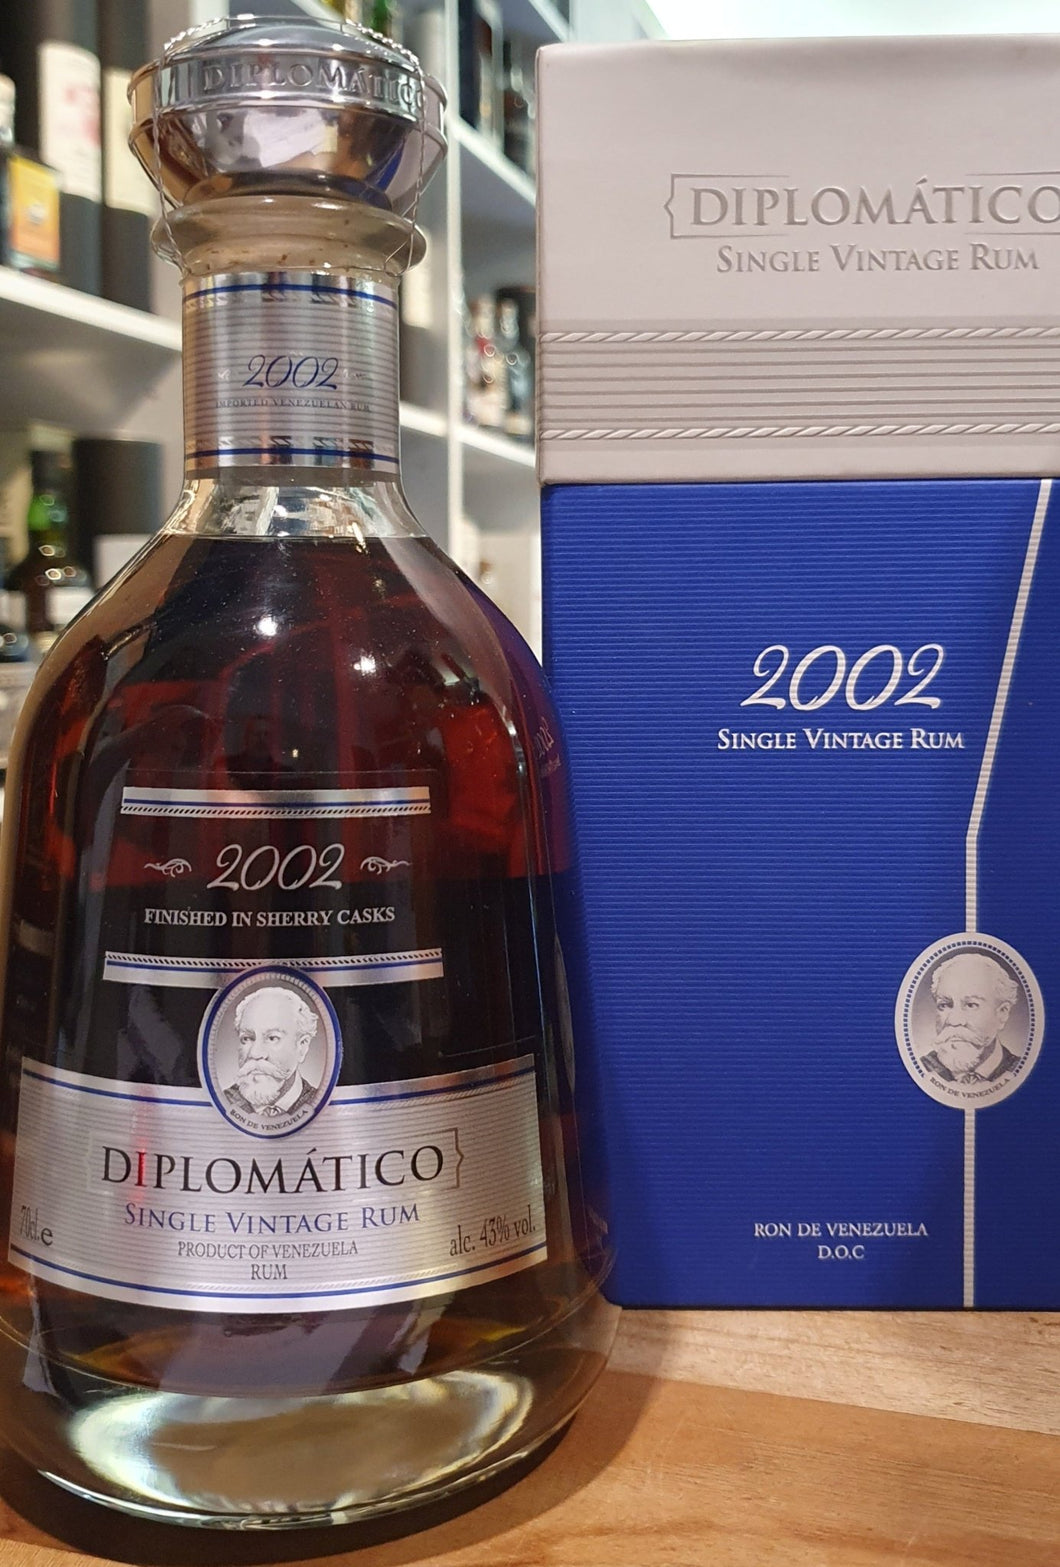 DIPLOMÁTICO
2002
IMPORTED VENEZUELAN RUM
2002
FINISHED IN SHERRY CASKS
RON DE VENEZUELA
DIPLOMÁTICO
SINGLE VINTAGE RUM
70cl.e
PRODUCT OF VENEZUELA
alc. 43% vol.
RUM
DIPLOMÁTICO
SINGLE VINTAGE RUM
2002
SINGLE VINTAGE RUM
RON DE VENEZUELA
RON DE VENEZUELA
D.O.C